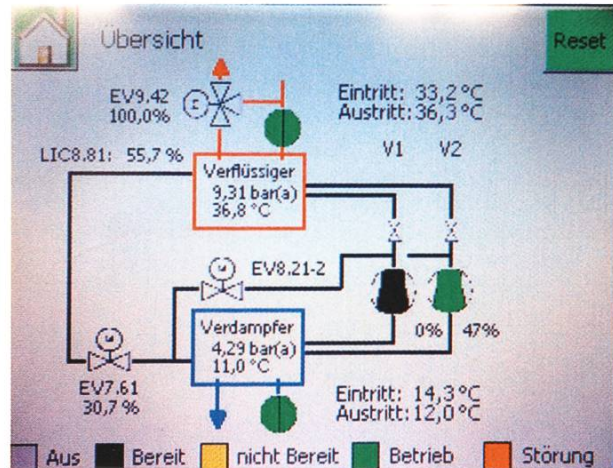 Übersicht
Reset
EV9.42
100,0%
Eintritt: 33,2 °C
Austritt: 36,3 °C
LIC8.81: 55,7 %
V1 V2
Verflüssiger
9,31 bar(a)
36,8 °C
EV8.21-2
0% 47%
Verdampfer
4,29 bar(a)
11,0 °C
EV7.61
30,7 %
Eintritt: 14,3 °C
Austritt: 12,0 °C
Aus Bereit nicht Bereit Betrieb Störung